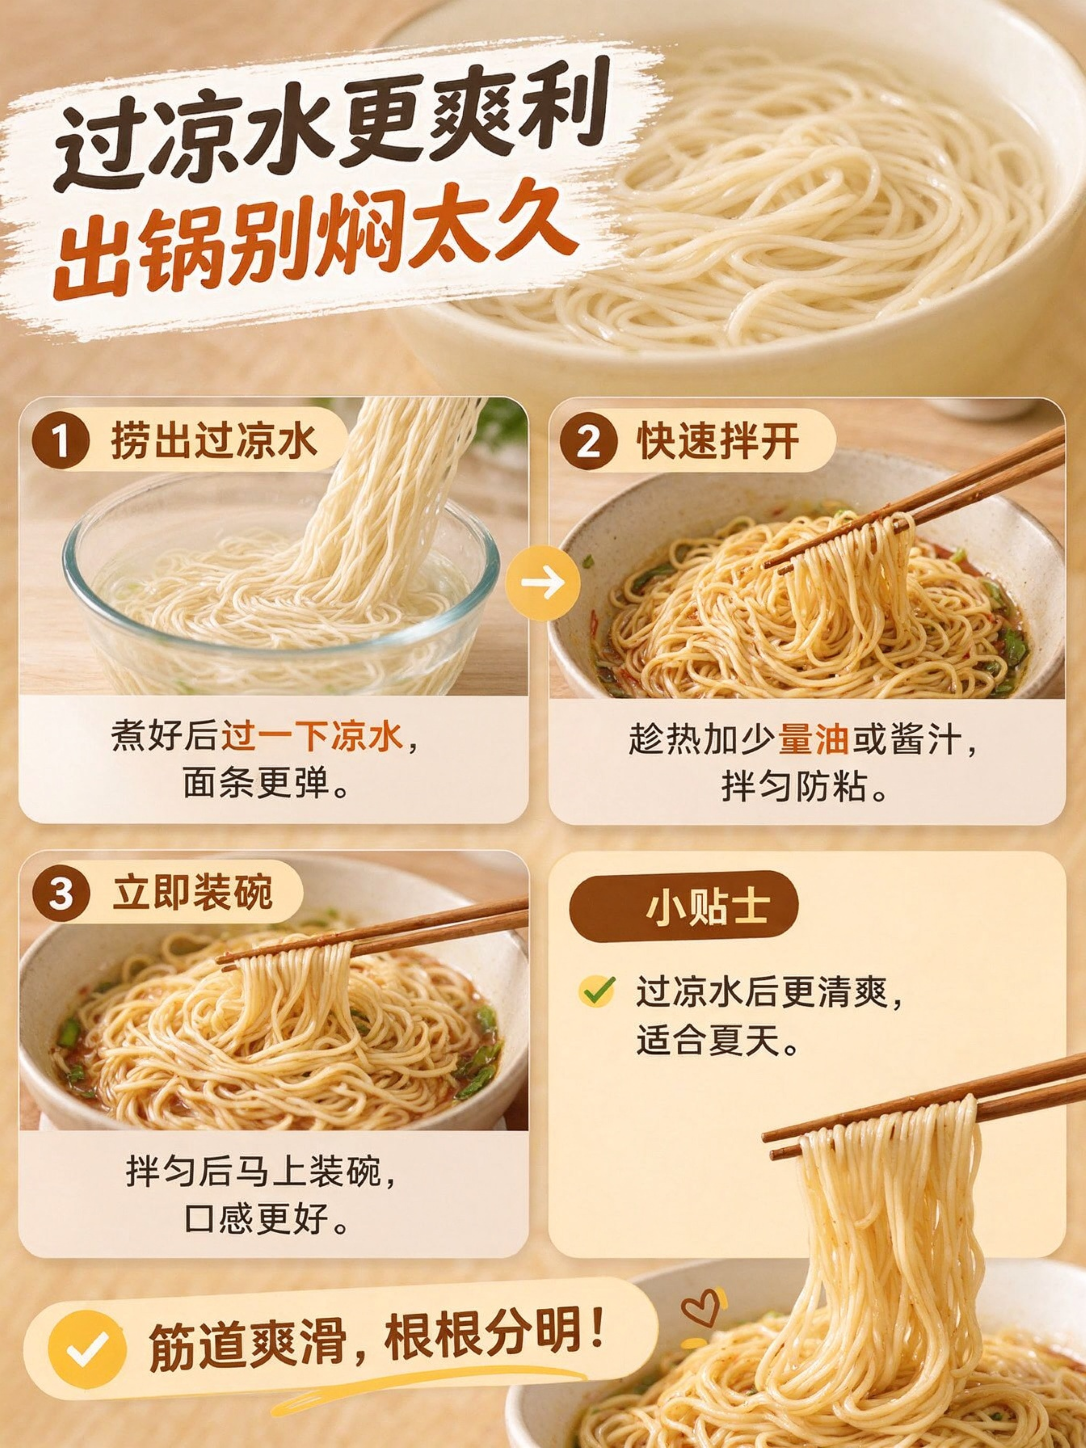 过凉水更爽利
出锅别焖太久
1 捞出过凉水
煮好后过一下凉水，
面条更弹。
2 快速拌开
趁热加少量油或酱汁，
拌匀防粘。
3 立即装碗
拌匀后马上装碗，
口感更好。
小贴士
过凉水后更清爽，
适合夏天。
筋道爽滑，根根分明！